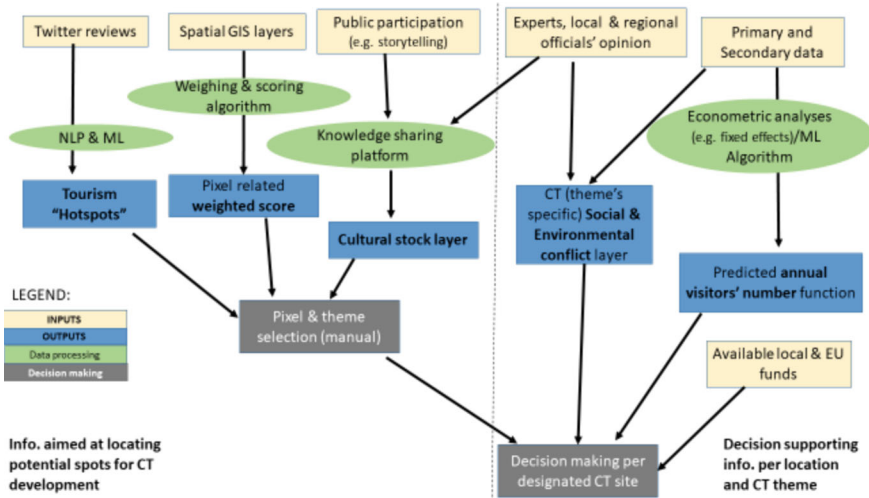 Twitter reviews
Spatial GIS layers
Public participation
(e.g. storytelling)
Experts, local & regional
officials' opinion
Primary and
Secondary data
Weighing & scoring
algorithm
NLP & ML
Knowledge sharing
platform
Econometric analyses
(e.g. fixed effects)/ML
Algorithm
Tourism
"Hotspots"
Pixel related
weighted score
Cultural stock layer
CT (theme's
specific) Social &
Environmental
conflict layer
Predicted annual
visitors' number function
LEGEND:
INPUTS
OUTPUTS
Data processing
Decision making
Pixel & theme
selection (manual)
Available local & EU
funds
Info. aimed at locating
potential spots for CT
development
Decision making per
designated CT site
Decision supporting
info. per location
and CT theme